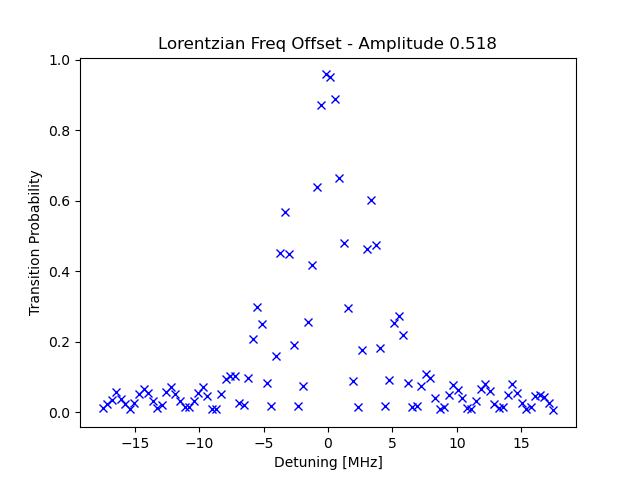 Lorentzian Freq Offset - Amplitude 0.518
Transition Probability
1.0
0.8
0.6
0.4
0.2
0.0
−15 −10 −5 0 5 10 15
Detuning [MHz]